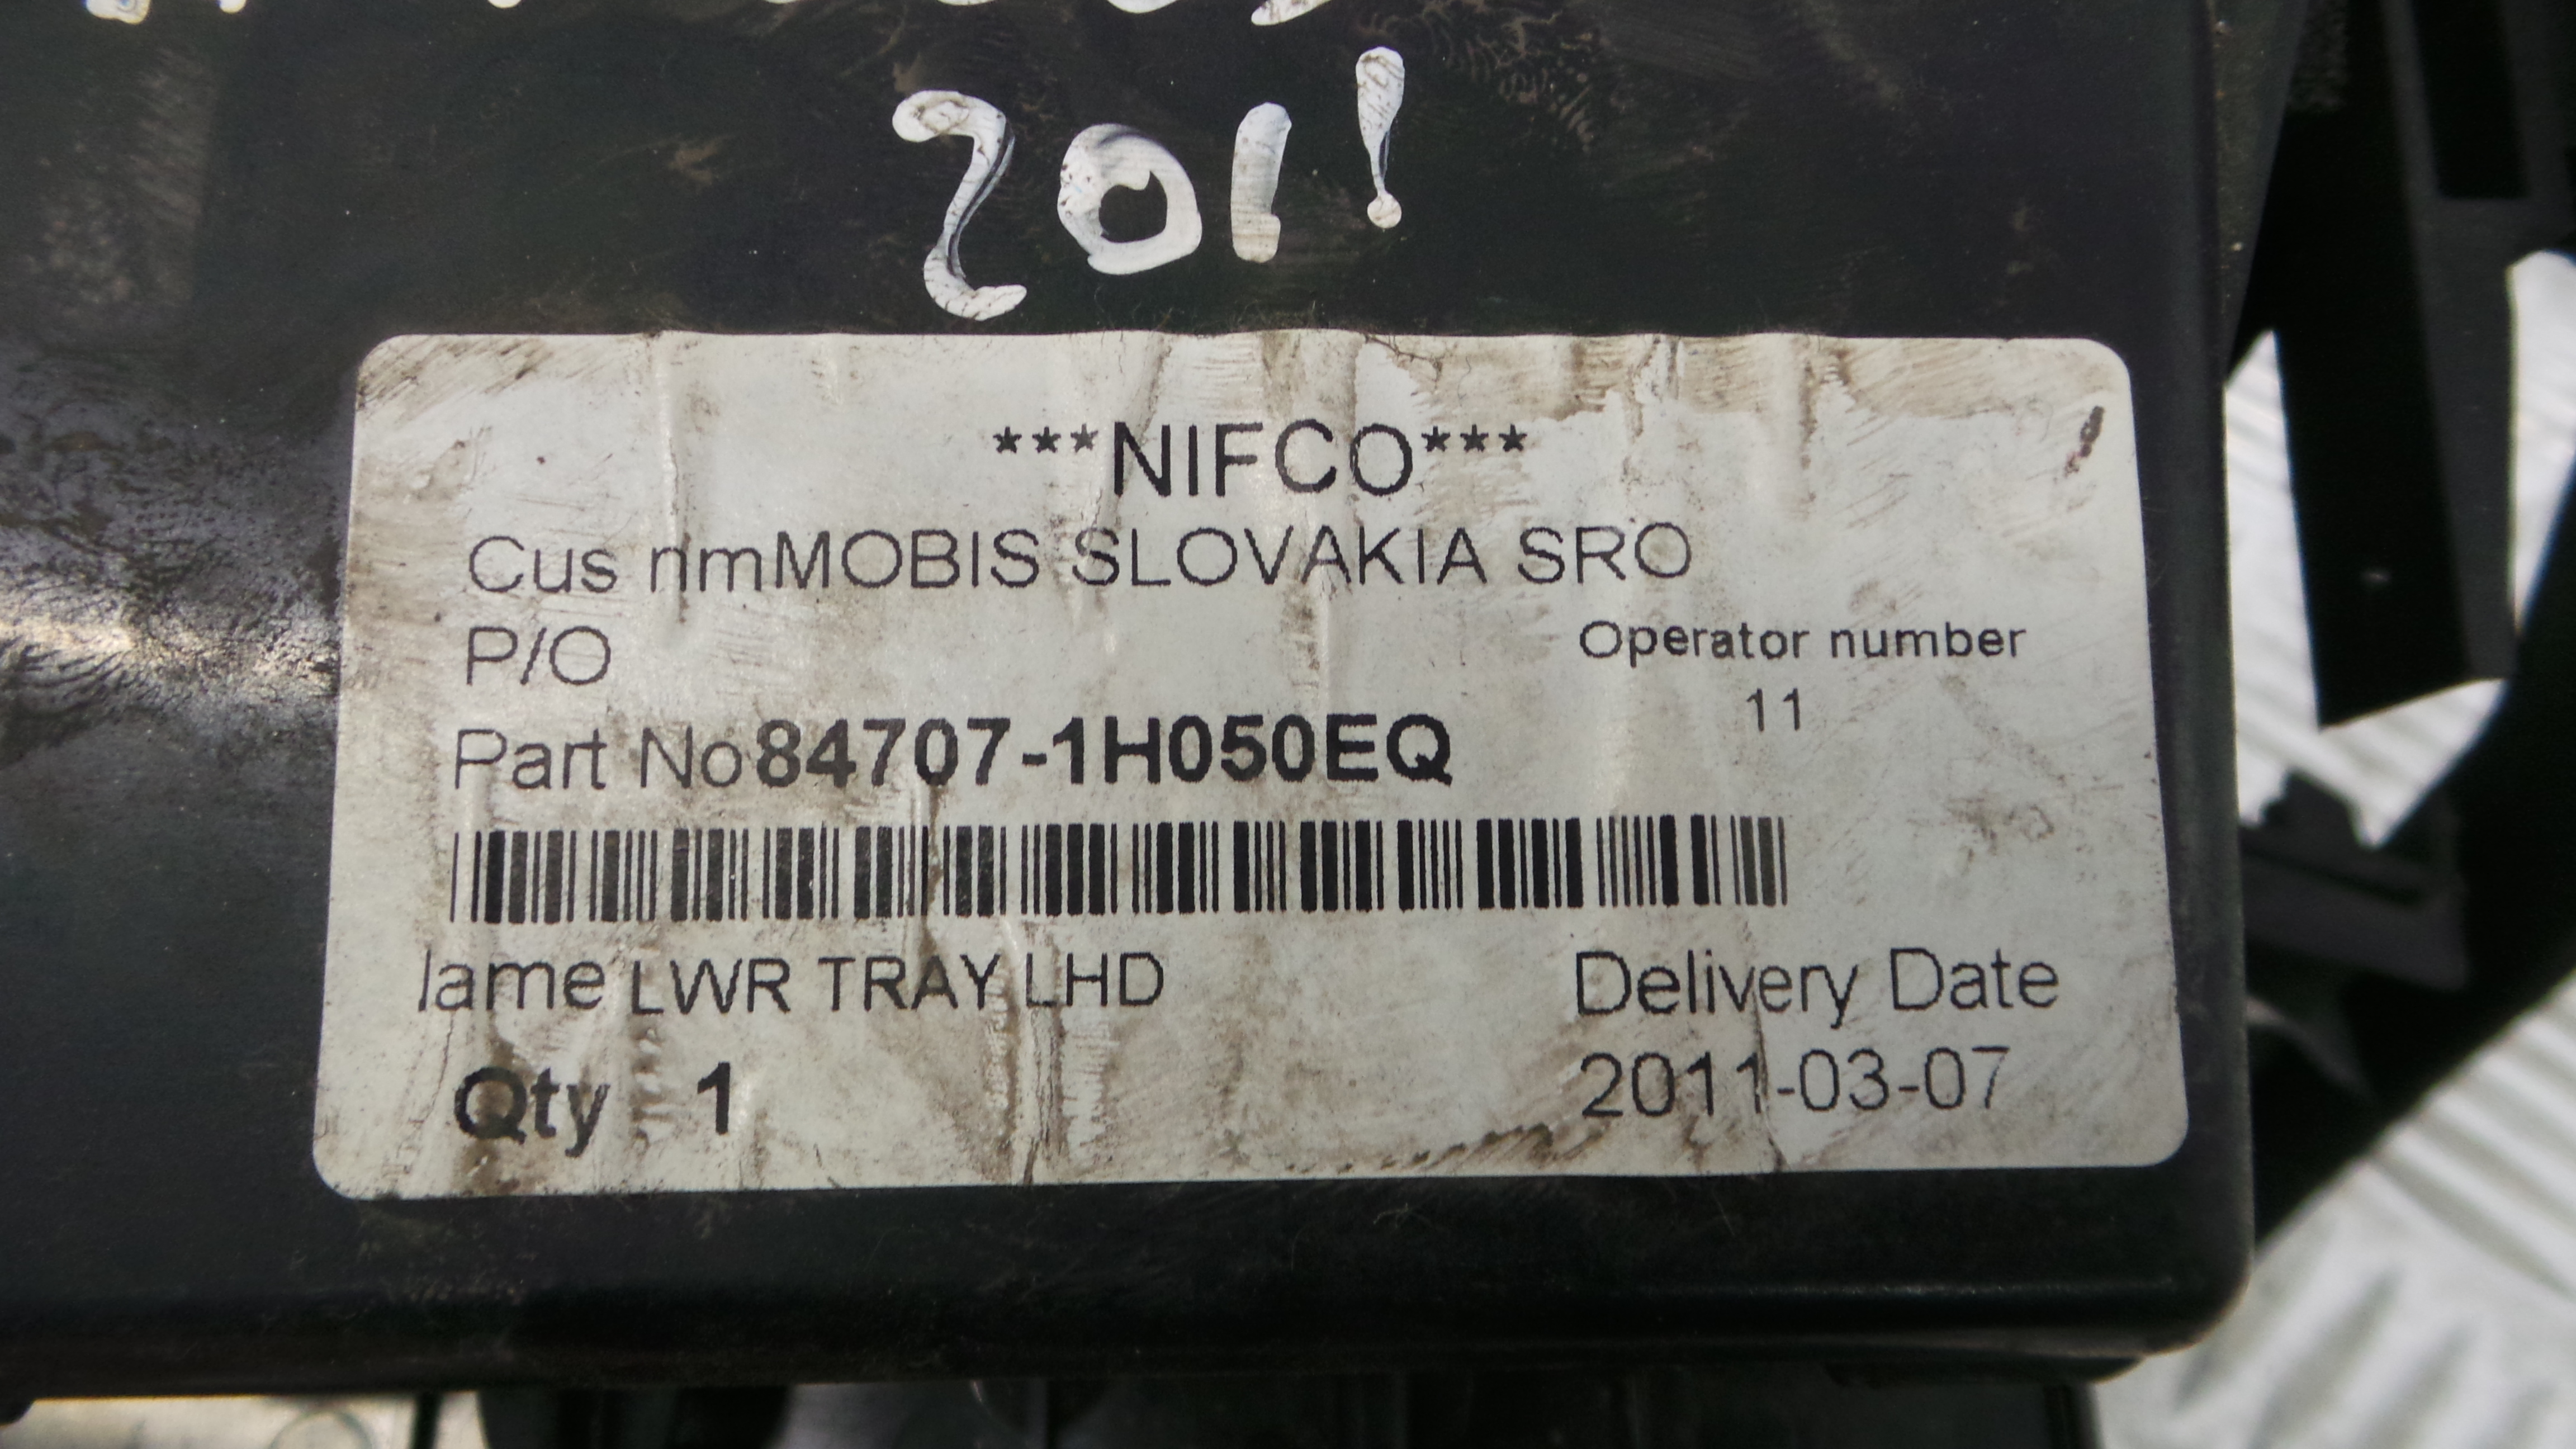 2011
***NIFCO***
Cus nmMOBIS SLOVAKIA SRO
P/O
Operator number
11
Part No84707-1H050EQ
lame LWR TRAY LHD
Delivery Date
Qty 1
2011-03-07